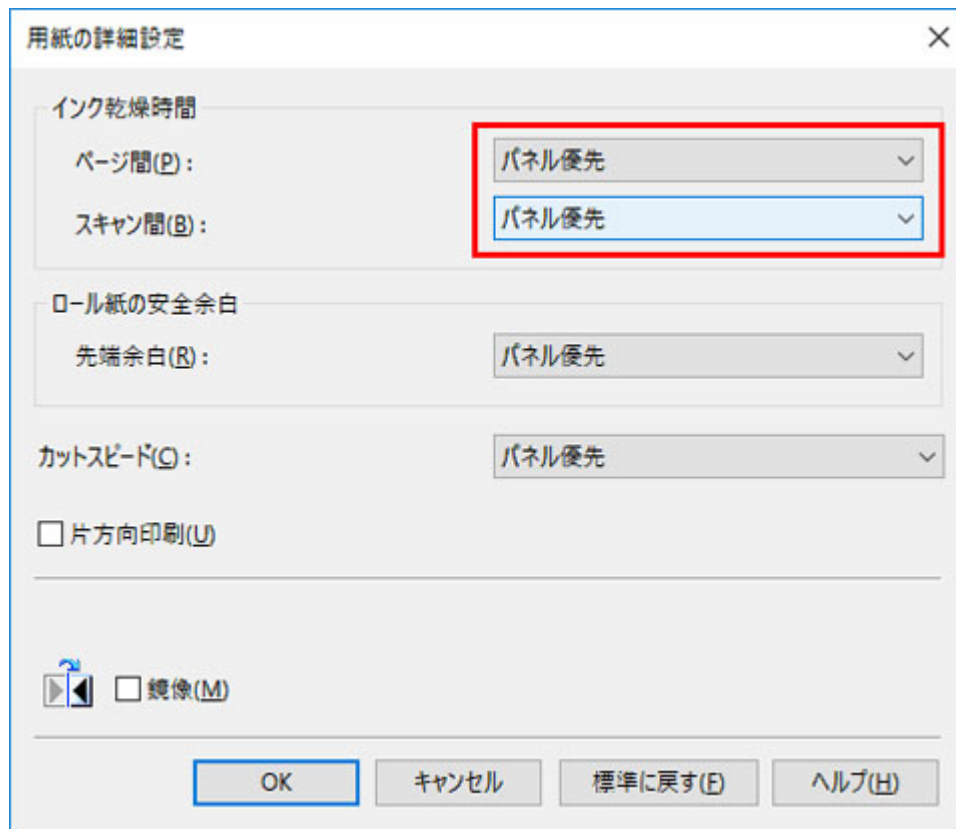 用紙の詳細設定
インク乾燥時間
ページ間(P):
パネル優先
スキャン間(B):
パネル優先
ロール紙の安全余白
先端余白(R):
パネル優先
カットスピード(C):
パネル優先
片方向印刷(U)
鏡像(M)
OK
キャンセル
標準に戻す(F)
ヘルプ(H)